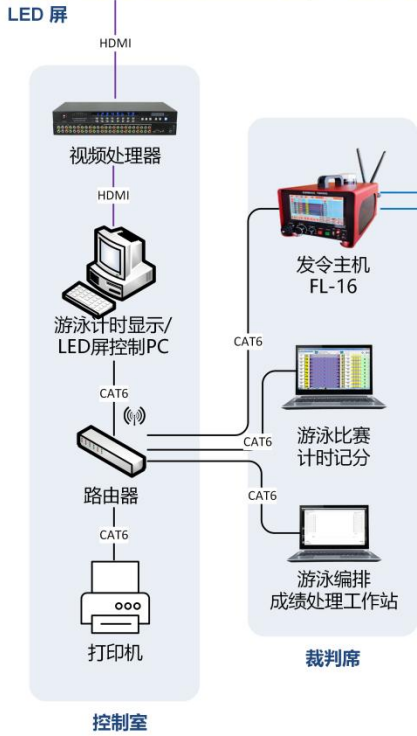 LED 屏
HDMI
视频处理器
HDMI
游泳计时显示/
LED屏控制PC
CAT6
路由器
CAT6
打印机
控制室
发令主机
FL-16
CAT6
游泳比赛
计时记分
CAT6
CAT6
游泳编排
成绩处理工作站
裁判席